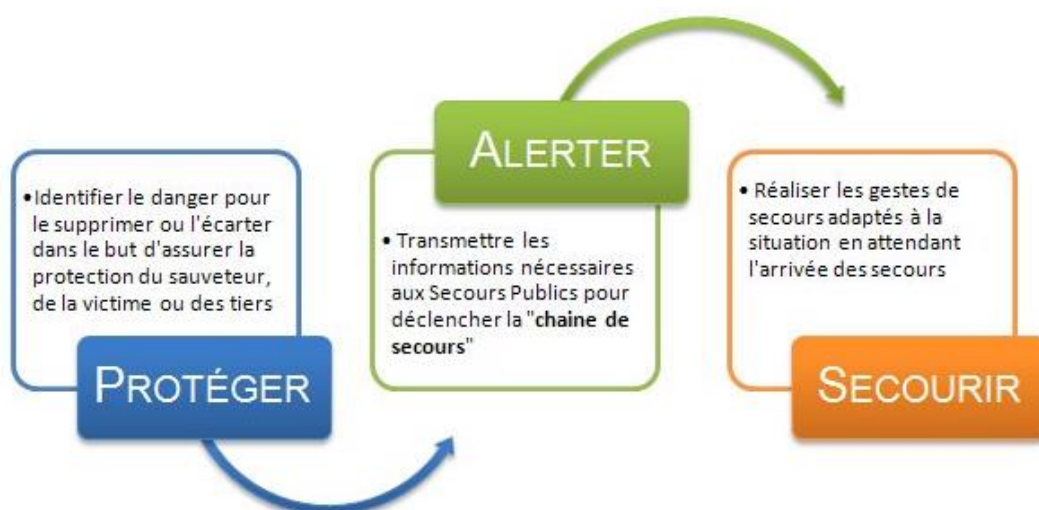 •Identifier le danger pour
le supprimer ou l'écarter
dans le but d'assurer la
protection du sauveteur,
de la victime ou des tiers
PROTÉGER
ALERTER
• Transmettre les
informations nécessaires
aux Secours Publics pour
déclencher la "chaine de
secours"
• Réaliser les gestes de
secours adaptés à la
situation en attendant
l'arrivée des secours
SECOURIR